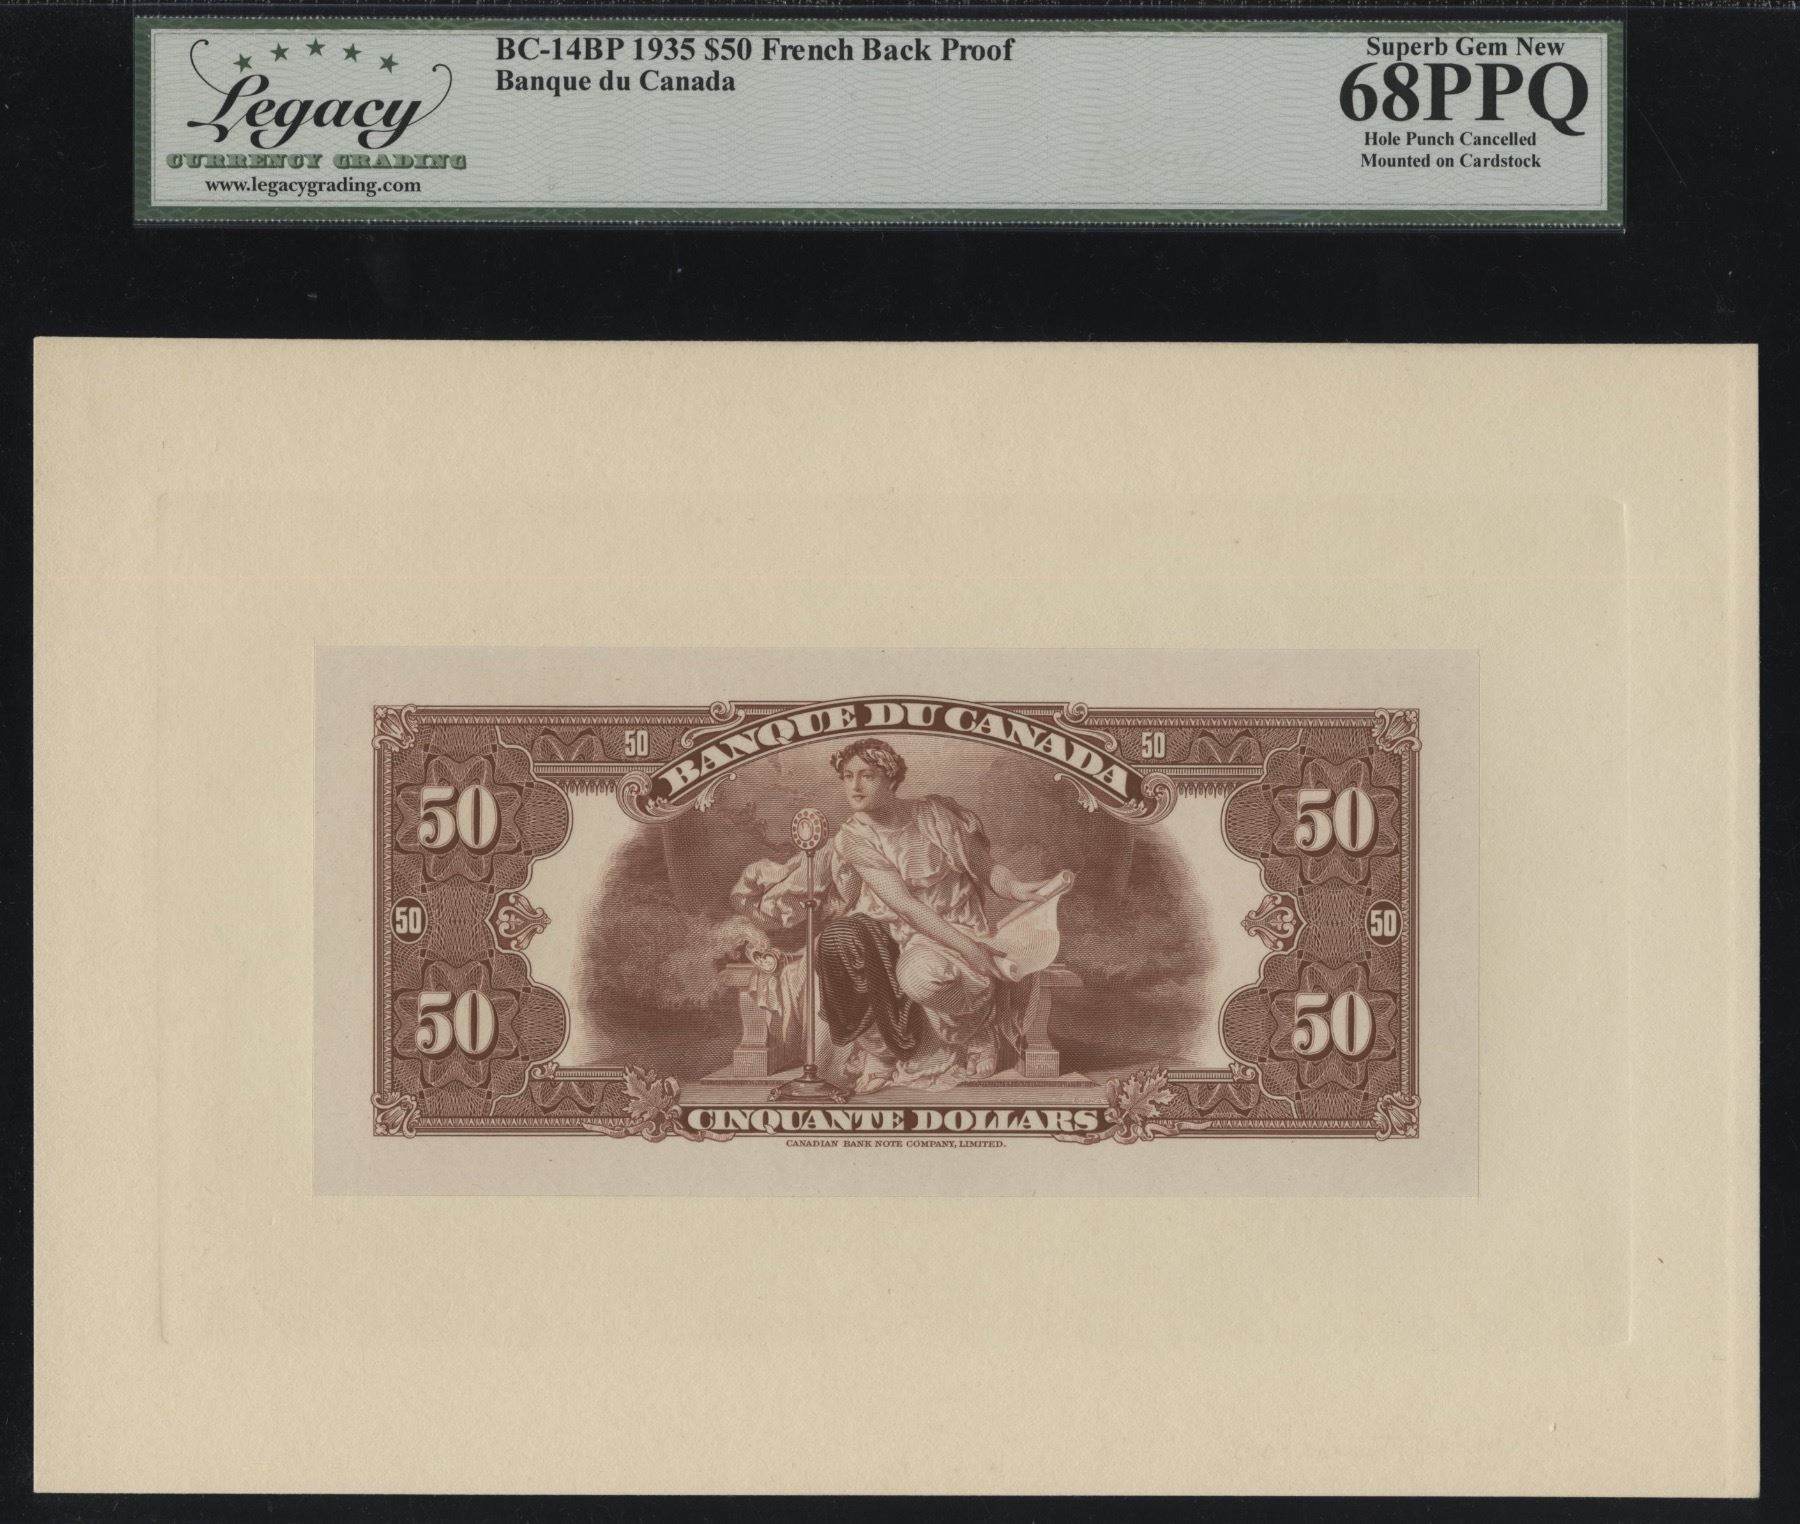 Legacy
CURRENCY GRADING
www.legacygrading.com
BC-14BP 1935 $50 French Back Proof
Banque du Canada
Superb Gem New
68PPQ
Hole Punch Cancelled
Mounted on Cardstock
BANQUE DU CANADA
50 50
50 50
50 50
50 50
CINQUANTE DOLLARS
CANADIAN BANK NOTE COMPANY, LIMITED.